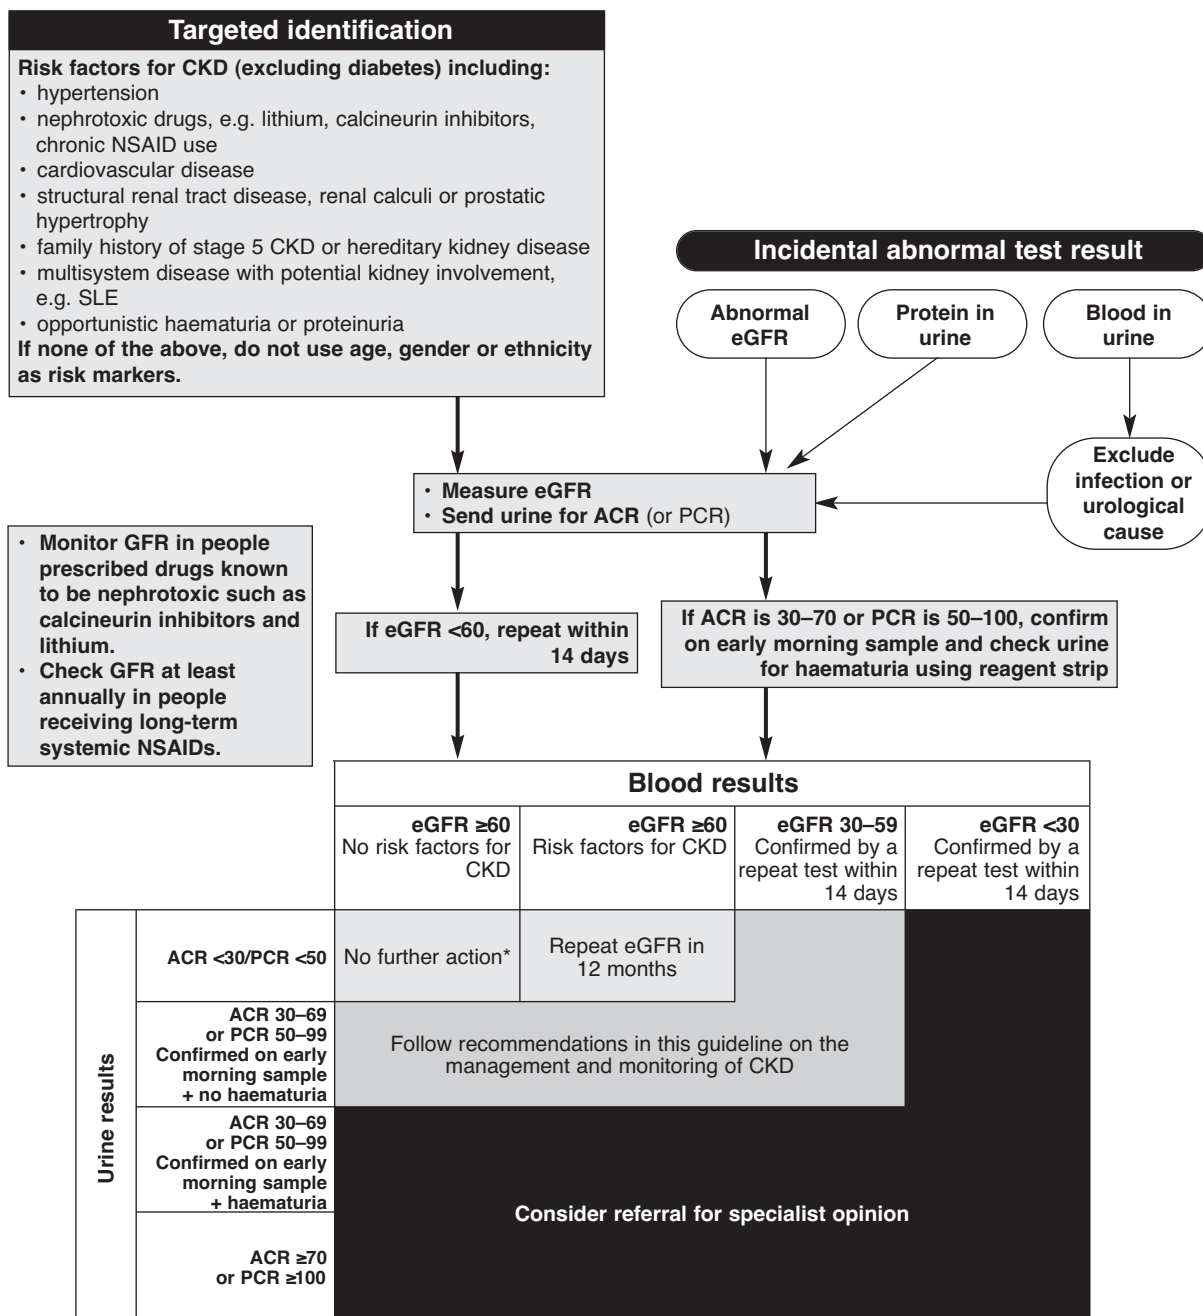 Targeted identification
Risk factors for CKD (excluding diabetes) including:
• hypertension
• nephrotoxic drugs, e.g. lithium, calcineurin inhibitors,
chronic NSAID use
• cardiovascular disease
• structural renal tract disease, renal calculi or prostatic
hypertrophy
• family history of stage 5 CKD or hereditary kidney disease
• multisystem disease with potential kidney involvement,
e.g. SLE
• opportunistic haematuria or proteinuria
If none of the above, do not use age, gender or ethnicity
as risk markers.
Incidental abnormal test result
Abnormal
eGFR
Protein in
urine
Blood in
urine
Exclude
infection or
urological
cause
• Measure eGFR
• Send urine for ACR (or PCR)
• Monitor GFR in people
prescribed drugs known
to be nephrotoxic such as
calcineurin inhibitors and
lithium.
• Check GFR at least
annually in people
receiving long-term
systemic NSAIDs.
If eGFR <60, repeat within
14 days
If ACR is 30–70 or PCR is 50–100, confirm
on early morning sample and check urine
for haematuria using reagent strip
Blood results
eGFR ≥60
No risk factors for
CKD
eGFR ≥60
Risk factors for CKD
eGFR 30–59
Confirmed by a
repeat test within
14 days
eGFR <30
Confirmed by a
repeat test within
14 days
Urine results
ACR <30/PCR <50
No further action*
Repeat eGFR in
12 months
ACR 30–69
or PCR 50–99
Confirmed on early
morning sample
+ no haematuria
Follow recommendations in this guideline on the
management and monitoring of CKD
ACR 30–69
or PCR 50–99
Confirmed on early
morning sample
+ haematuria
Consider referral for specialist opinion
ACR ≥70
or PCR ≥100